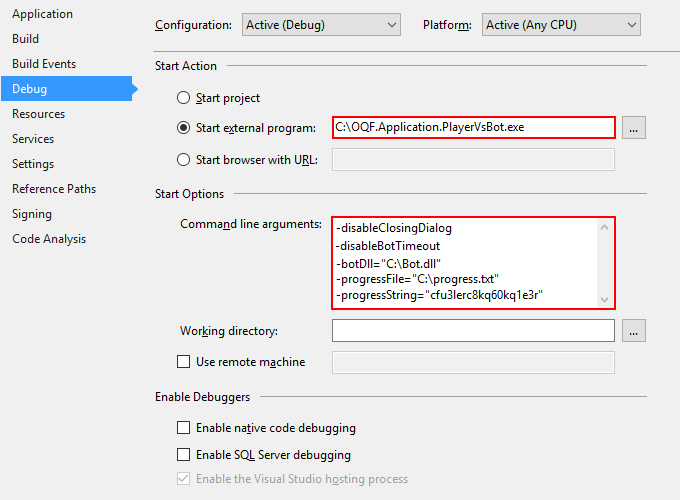 Application
Build
Build Events
Debug
Resources
Services
Settings
Reference Paths
Signing
Code Analysis
Configuration: Active (Debug) Platform: Active (Any CPU)
Start Action
Start project
Start external program: C:\OQF.Application.PlayerVsBot.exe ...
Start browser with URL:
Start Options
Command line arguments: -disableClosingDialog
-disableBotTimeout
-botDll="C:\Bot.dll"
-progressFile="C:\progress.txt"
-progressString="cfu3lerc8kq60kq1e3r"
Working directory: ...
Use remote machine
Enable Debuggers
Enable native code debugging
Enable SQL Server debugging
Enable the Visual Studio hosting process